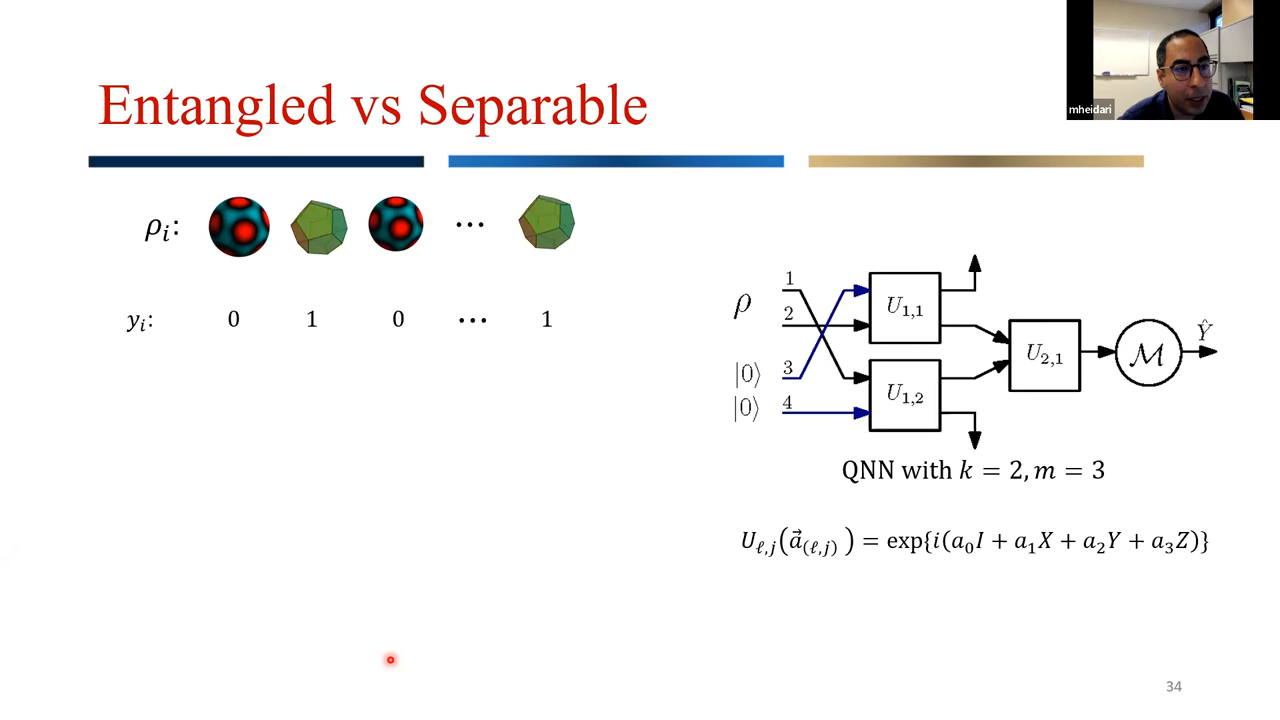 mheidari
Entangled vs Separable
ρᵢ: ⋯
yᵢ: 0 1 0 ⋯ 1
ρ 1
2
|0⟩ 3
|0⟩ 4
U₁,₁
U₁,₂
U₂,₁
ℳ
Ŷ
QNN with k = 2, m = 3
U_{ℓ,j}(a⃗_{(ℓ,j)}) = exp{i(a₀I + a₁X + a₂Y + a₃Z)}
34